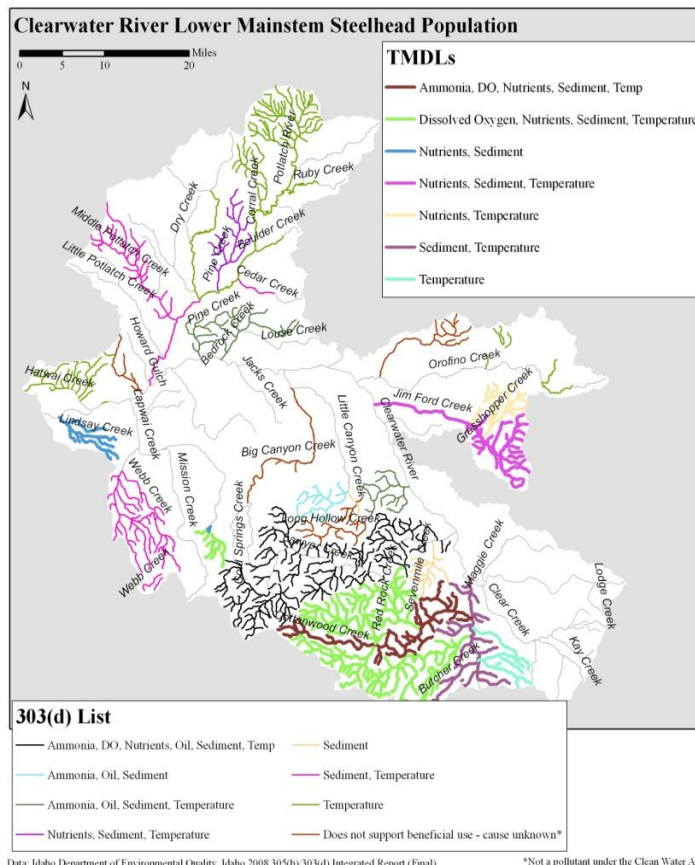 Clearwater River Lower Mainstem Steelhead Population
Miles
0 5 10 20
N
TMDLs
Ammonia, DO, Nutrients, Sediment, Temp
Dissolved Oxygen, Nutrients, Sediment, Temperature
Nutrients, Sediment
Nutrients, Sediment, Temperature
Nutrients, Temperature
Sediment, Temperature
Temperature
Potlatch River
Ruby Creek
Corral Creek
Dry Creek
Middle Potlatch Creek
Pine Creek
Boulder Creek
Little Potlatch Creek
Cedar Creek
Pine Creek
Bedrock Creek
Louse Creek
Howard Gulch
Orofino Creek
Hatwai Creek
Lapwai Creek
Jacks Creek
Jim Ford Creek
Grasshopper Creek
Lindsay Creek
Little Canyon Creek
Clearwater River
Big Canyon Creek
Webb Creek
Mission Creek
Springs Creek
Long Hollow Creek
Webb Creek
Red Rock Creek
Sevenmile Creek
Maggie Creek
Clear Creek
Lodge Creek
Kay Creek
Cottonwood Creek
Butcher Creek
303(d) List
Ammonia, DO, Nutrients, Oil, Sediment, Temp
Ammonia, Oil, Sediment
Ammonia, Oil, Sediment, Temperature
Nutrients, Sediment, Temperature
Sediment
Sediment, Temperature
Temperature
Does not support beneficial use - cause unknown*
Data: Idaho Department of Environmental Quality, Idaho 2008 305(b)/303(d) Integrated Report (Final)
*Not a pollutant under the Clean Water A